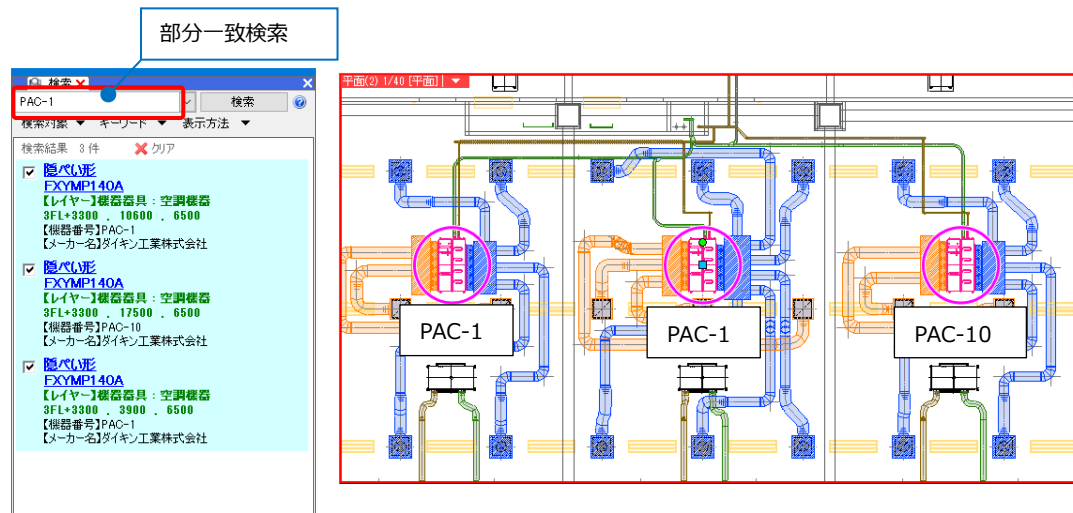 部分一致検索
検索
PAC-1
検索
検索対象 ▼ キーワード ▼ 表示方法 ▼
検索結果 3 件 クリア
隠ぺい形
FXYMP140A
【レイヤー】機器器具：空調機器
3FL+3300 , 10600 , 6500
【機器番号】PAC-1
【メーカー名】ダイキン工業株式会社
隠ぺい形
FXYMP140A
【レイヤー】機器器具：空調機器
3FL+3300 , 17500 , 6500
【機器番号】PAC-10
【メーカー名】ダイキン工業株式会社
隠ぺい形
FXYMP140A
【レイヤー】機器器具：空調機器
3FL+3300 , 3900 , 6500
【機器番号】PAC-1
【メーカー名】ダイキン工業株式会社
平面(2) 1/40 [平面] ▼
PAC-1
PAC-1
PAC-10